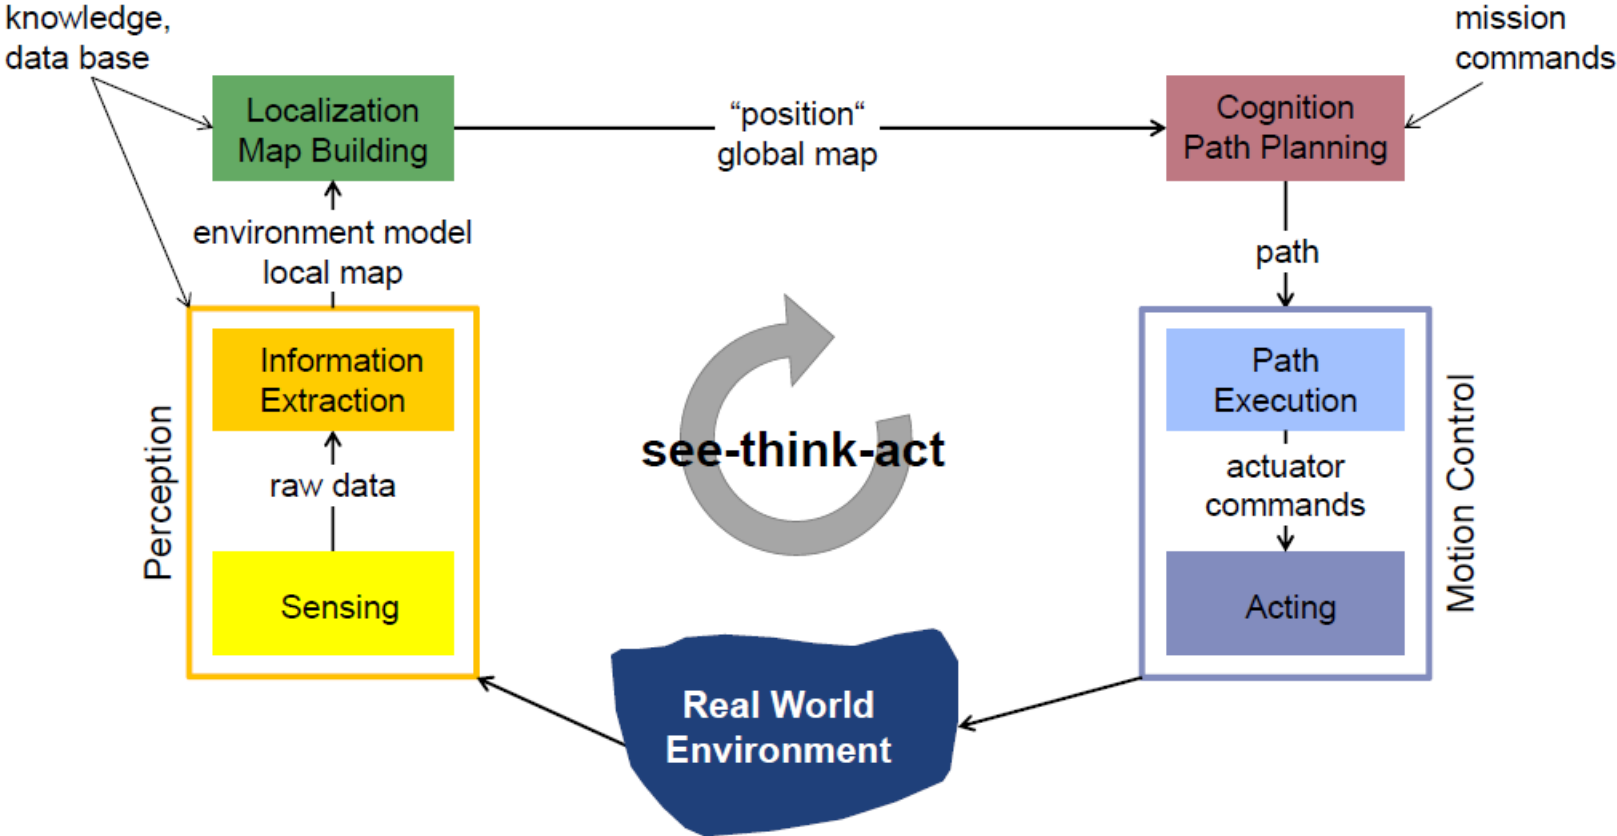 knowledge,
data base
mission
commands
Localization
Map Building
“position“
global map
Cognition
Path Planning
environment model
local map
path
Information
Extraction
raw data
Sensing
Perception
see-think-act
Path
Execution
actuator
commands
Acting
Motion Control
Real World
Environment